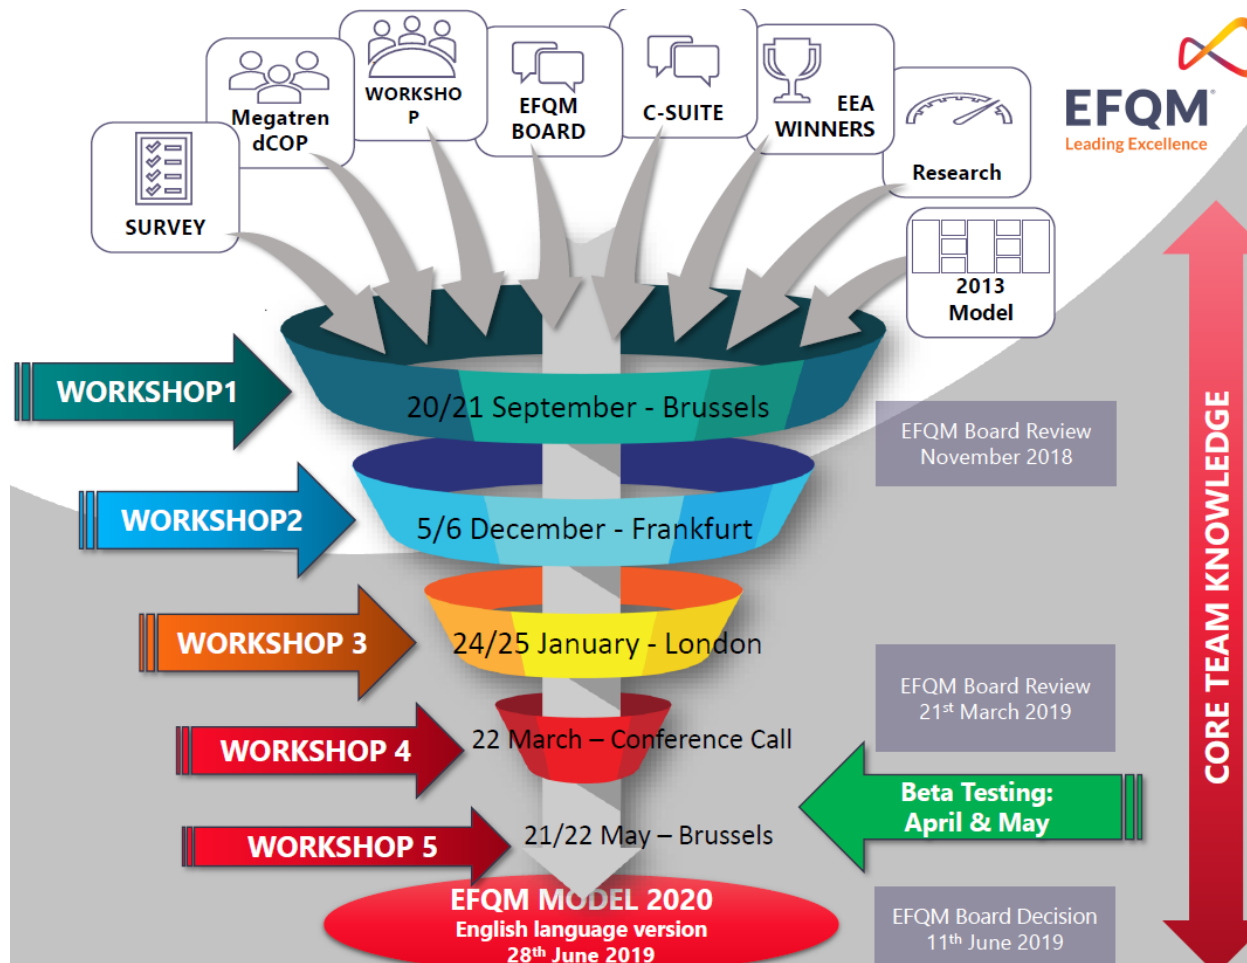 SURVEY
Megatren
dCOP
WORKSHO
P
EFQM
BOARD
C-SUITE
EEA
WINNERS
Research
2013
Model
EFQM®
Leading Excellence
WORKSHOP1
20/21 September - Brussels
EFQM Board Review
November 2018
WORKSHOP2
5/6 December - Frankfurt
WORKSHOP 3
24/25 January - London
EFQM Board Review
21st March 2019
WORKSHOP 4
22 March – Conference Call
Beta Testing:
April & May
WORKSHOP 5
21/22 May – Brussels
EFQM MODEL 2020
English language version
28th June 2019
EFQM Board Decision
11th June 2019
CORE TEAM KNOWLEDGE